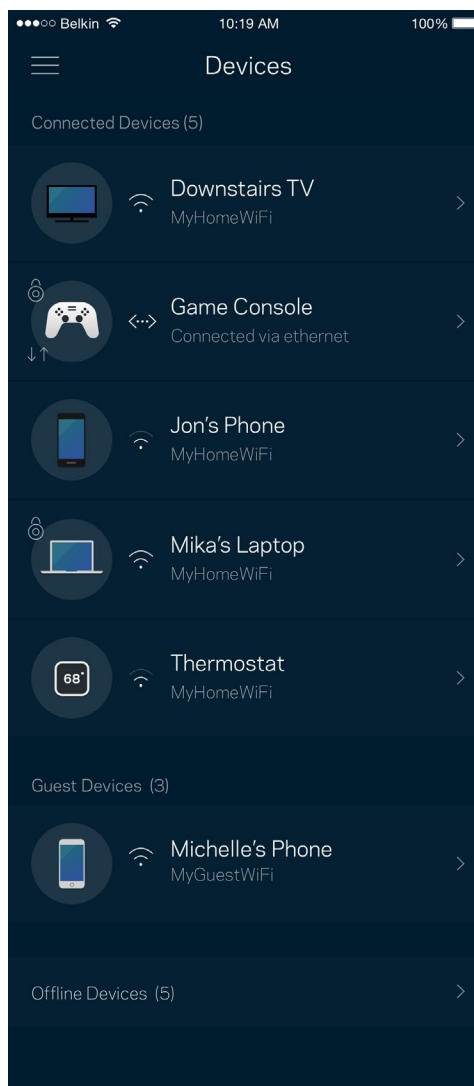 Belkin 10:19 AM 100%
Devices
Connected Devices (5)
Downstairs TV
MyHomeWiFi
Game Console
Connected via ethernet
Jon's Phone
MyHomeWiFi
Mika's Laptop
MyHomeWiFi
68°
Thermostat
MyHomeWiFi
Guest Devices (3)
Michelle's Phone
MyGuestWiFi
Offline Devices (5)